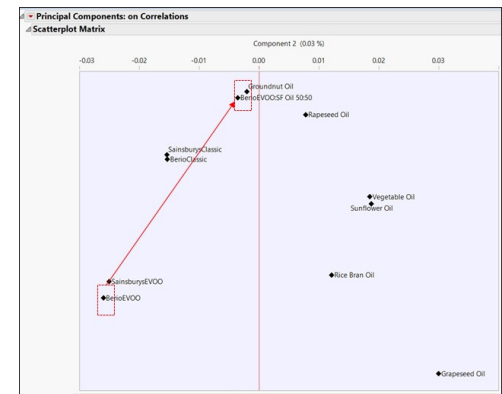 Principal Components: on Correlations
Scatterplot Matrix
Component 2 (0.03 %)
-0.03 -0.02 -0.01 0.00 0.01 0.02 0.03
Groundnut Oil
BerioEVOO:SF Oil 50:50
Rapeseed Oil
SainsburysClassic
BerioClassic
Vegetable Oil
Sunflower Oil
Rice Bran Oil
SainsburysEVOO
BerioEVOO
Grapeseed Oil